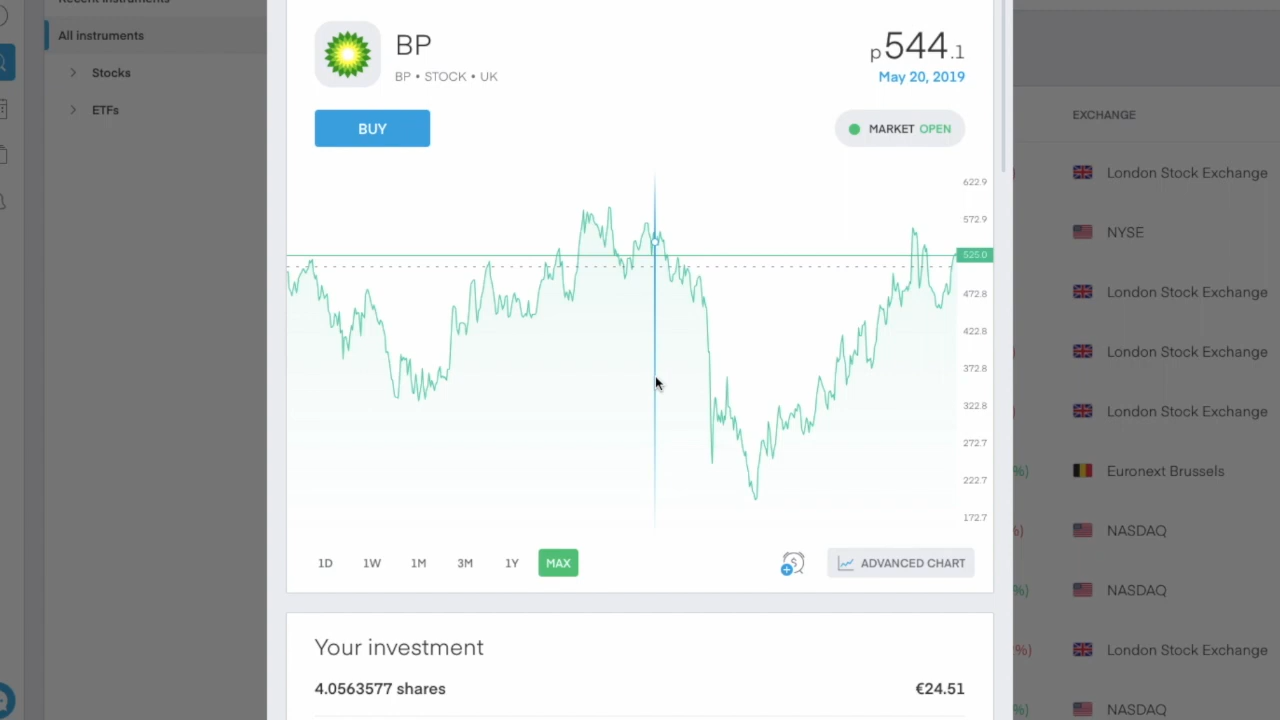 Recent instruments
All instruments
Stocks
ETFs
BP
BP • STOCK • UK
p544.1
May 20, 2019
BUY
MARKET OPEN
622.9
572.9
525.0
472.8
422.8
372.8
322.8
272.7
222.7
172.7
1D 1W 1M 3M 1Y MAX
ADVANCED CHART
Your investment
4.0563577 shares €24.51
EXCHANGE
) London Stock Exchange
NYSE
London Stock Exchange
) London Stock Exchange
) London Stock Exchange
%) Euronext Brussels
%) NASDAQ
%) NASDAQ
%) London Stock Exchange
%) NASDAQ